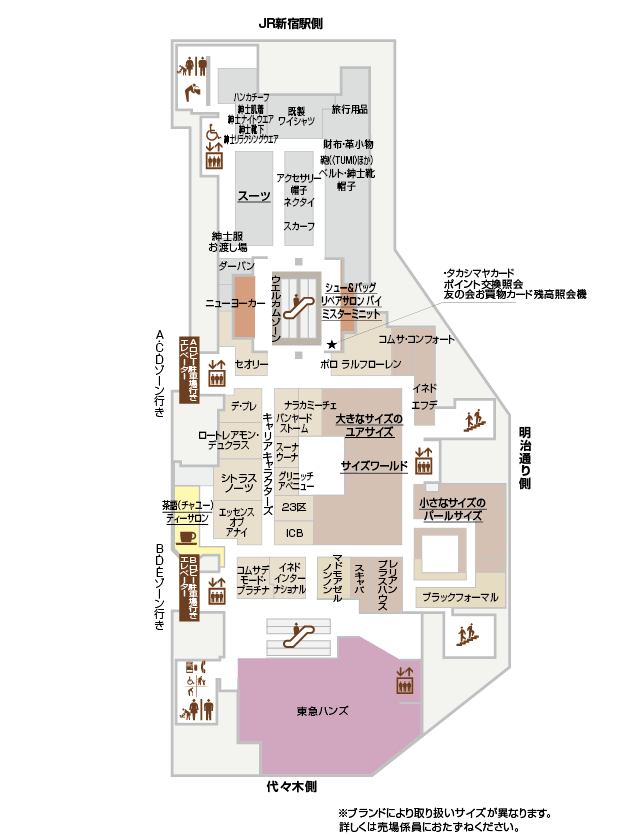 JR新宿駅側
ハンカチーフ
紳士肌着
紳士ナイトウエア
紳士靴下
紳士リラクシングウエア
既製
ワイシャツ
旅行用品
財布・革小物
鞄((TUMI)ほか)
ベルト・紳士靴
帽子
スーツ
アクセサリー
帽子
ネクタイ
スカーフ
紳士服
お渡し場
ダーバン
ニューヨーカー
ウエルカムゾーン
シュー&バッグ
リペアサロン バイ
ミスターミニット
・タカシマヤカード
ポイント交換照会
友の会お買物カード残高照会機
★
コムサ・コンフォート
セオリー
ポロ ラルフローレン
A・C・Dゾーン行き
Aロビー駐車場行き
エレベーター
イネド
エフデ
デ・プレ
ナラカミーチェ
バンヤード
ストーム
大きなサイズの
ユアサイズ
ロートレアモン・
デュクラス
キャリアキャラクターズ
スーナ
ウーナ
サイズワールド
明治通り側
シトラス
ノーツ
グリニッチ
アベニュー
小さなサイズの
パールサイズ
茶語(チャユー)
ティーサロン
エッセンス
オブ
アナイ
23区
ICB
B・D・Eゾーン行き
Bロビー駐車場行き
エレベーター
コムサデ
モード・
プラチナ
イネド
インター
ナショナル
マドモアゼル
ノンノン
スキャパ
レリアン
プラスハウス
ブラックフォーマル
東急ハンズ
代々木側
※ブランドにより取り扱いサイズが異なります。
詳しくは売場係員におたずねください。